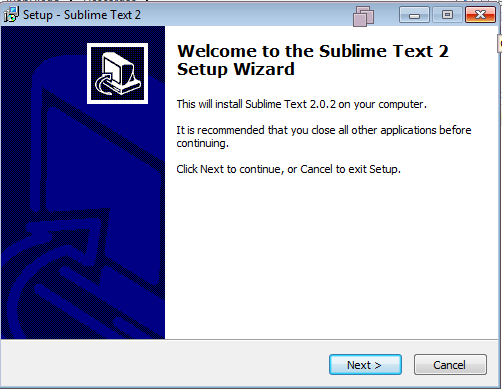 Setup - Sublime Text 2
Welcome to the Sublime Text 2
Setup Wizard
This will install Sublime Text 2.0.2 on your computer.
It is recommended that you close all other applications before
continuing.
Click Next to continue, or Cancel to exit Setup.
Next >
Cancel